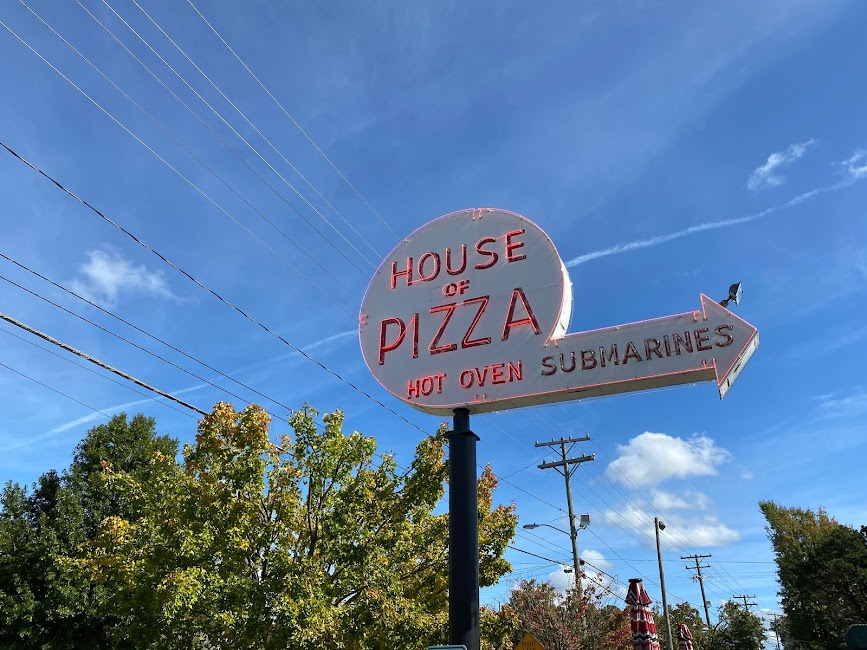 HOUSE
OF
PIZZA
HOT OVEN SUBMARINES